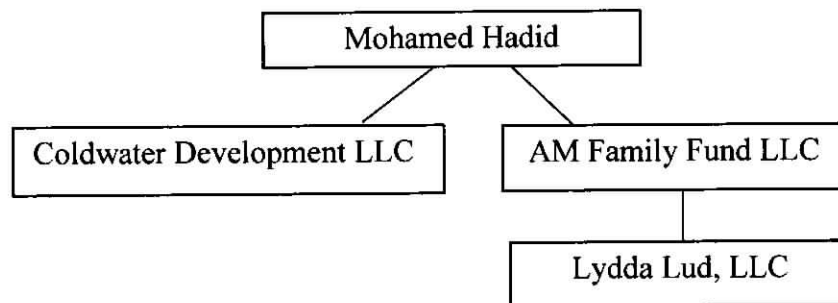 Mohamed Hadid
Coldwater Development LLC
AM Family Fund LLC
Lydda Lud, LLC